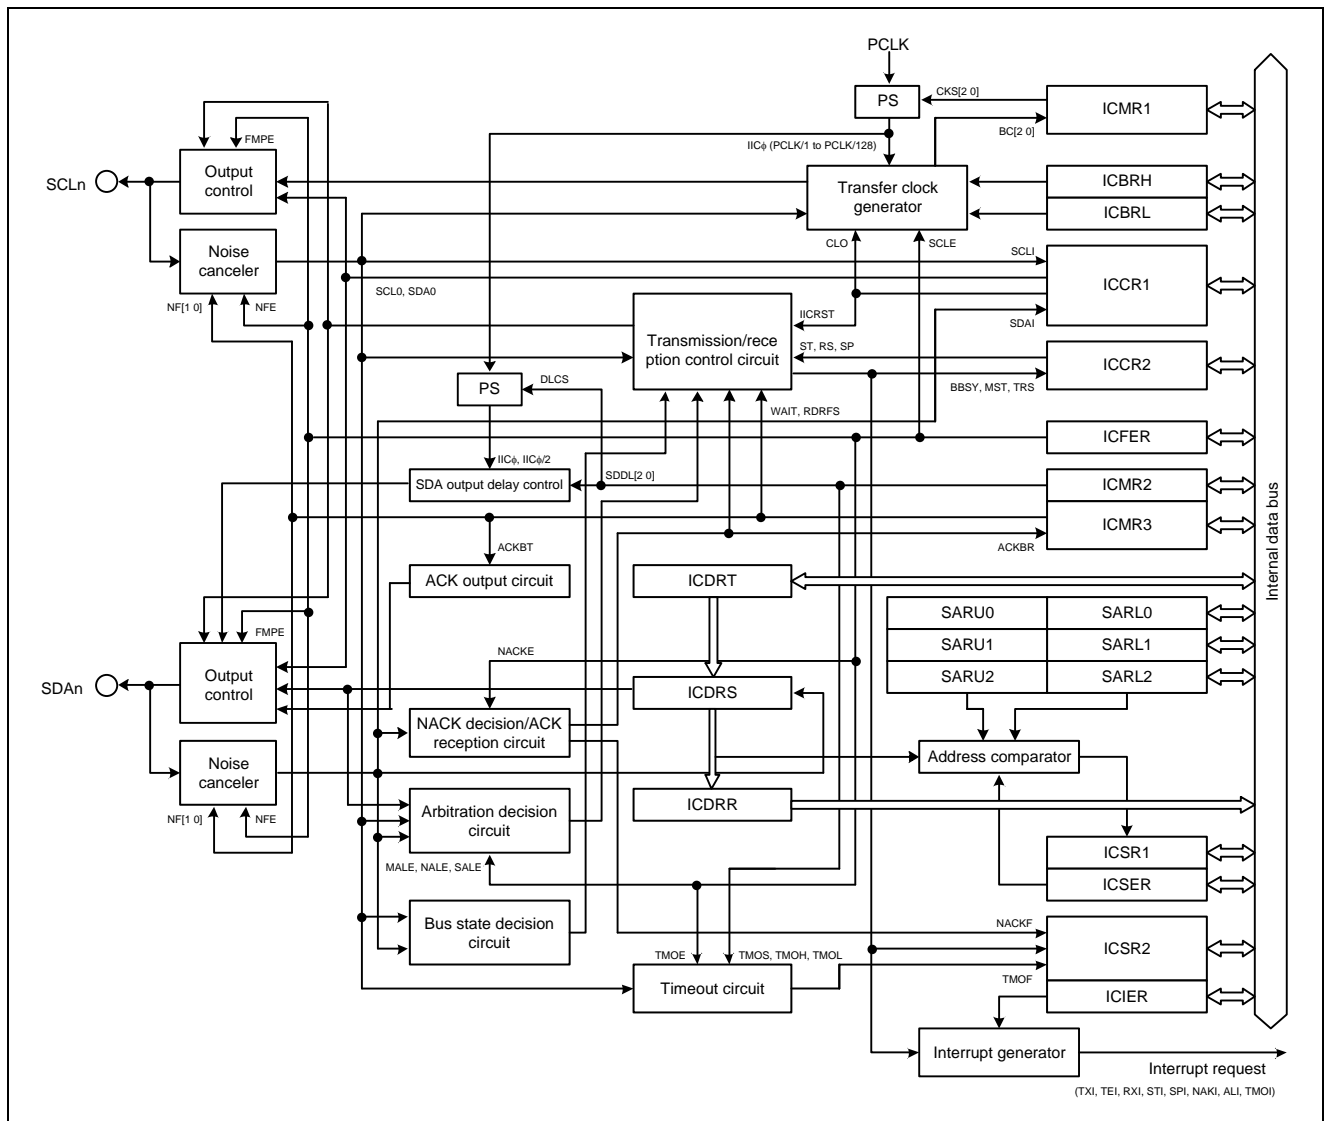 PCLK
PS
CKS[2 0]
ICMR1
BC[2 0]
IICϕ (PCLK/1 to PCLK/128)
FMPE
Output
control
SCLn
Transfer clock
generator
ICBRH
ICBRL
Noise
canceler
CLO
SCLE
SCLI
NF[1 0]
NFE
SCL0, SDA0
ICCR1
IICRST
SDAI
Transmission/rece
ption control circuit
ST, RS, SP
ICCR2
BBSY, MST, TRS
PS
DLCS
WAIT, RDRFS
ICFER
IICϕ, IICϕ/2
SDA output delay control
SDDL[2 0]
ICMR2
ICMR3
ACKBR
Internal data bus
ACKBT
ACK output circuit
ICDRT
SARU0
SARL0
SARU1
SARL1
SARU2
SARL2
FMPE
Output
control
SDAn
NACKE
ICDRS
NACK decision/ACK
reception circuit
Address comparator
Noise
canceler
NF[1 0]
NFE
Arbitration decision
circuit
ICDRR
MALE, NALE, SALE
ICSR1
ICSER
Bus state decision
circuit
NACKF
ICSR2
TMOE
TMOS, TMOH, TMOL
TMOF
Timeout circuit
ICIER
Interrupt generator
Interrupt request
(TXI, TEI, RXI, STI, SPI, NAKI, ALI, TMOI)